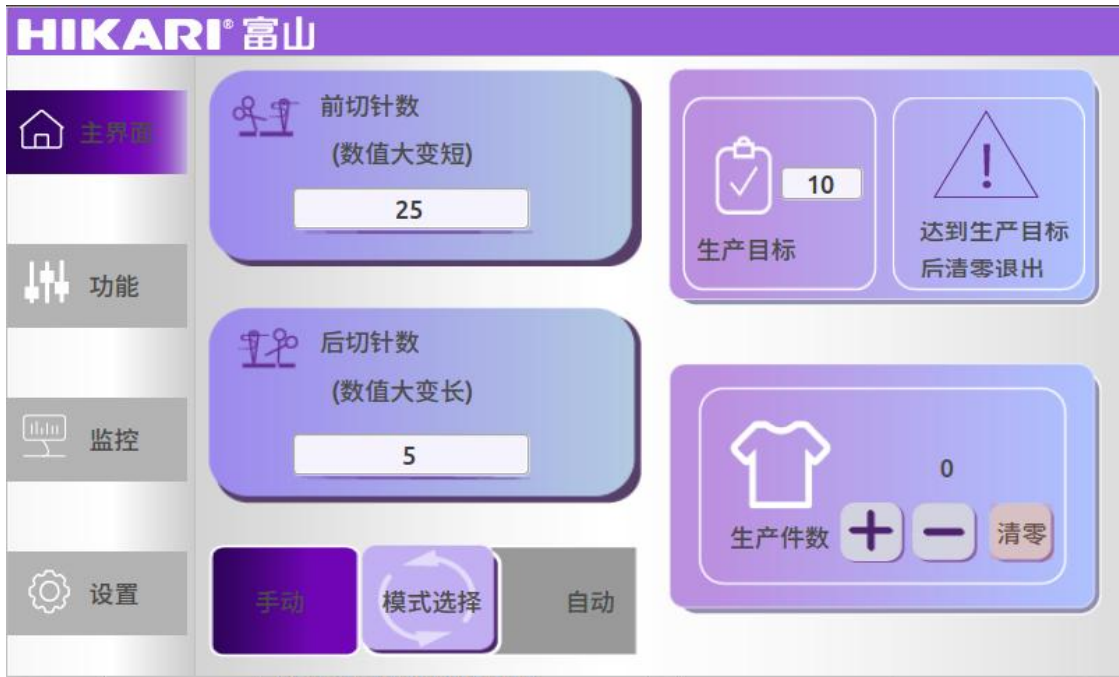 HIKARI® 富山
主界面
功能
监控
设置
前切针数
(数值大变短)
25
后切针数
(数值大变长)
5
手动
模式选择
自动
10
生产目标
!
达到生产目标
后清零退出
0
生产件数
清零